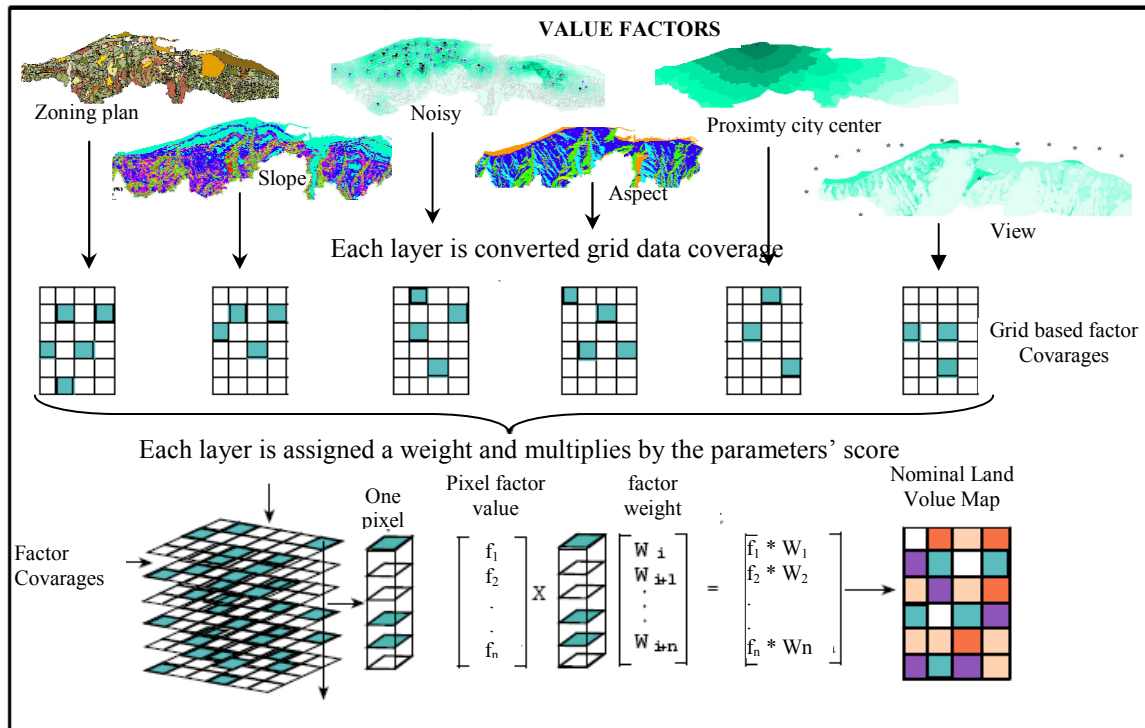 VALUE FACTORS
Zoning plan
Noisy
Proximty city center
Slope
Aspect
View
Each layer is converted grid data coverage
Grid based factor
Covarages
Each layer is assigned a weight and multiplies by the parameters' score
Factor
Covarages
One
pixel
Pixel factor
value
factor
weight
Nominal Land
Volue Map
f1
f2
.
.
fn
X
W i
W i+1
.
.
W i+n
=
f1 * W1
f2 * W2
.
.
fn * Wn